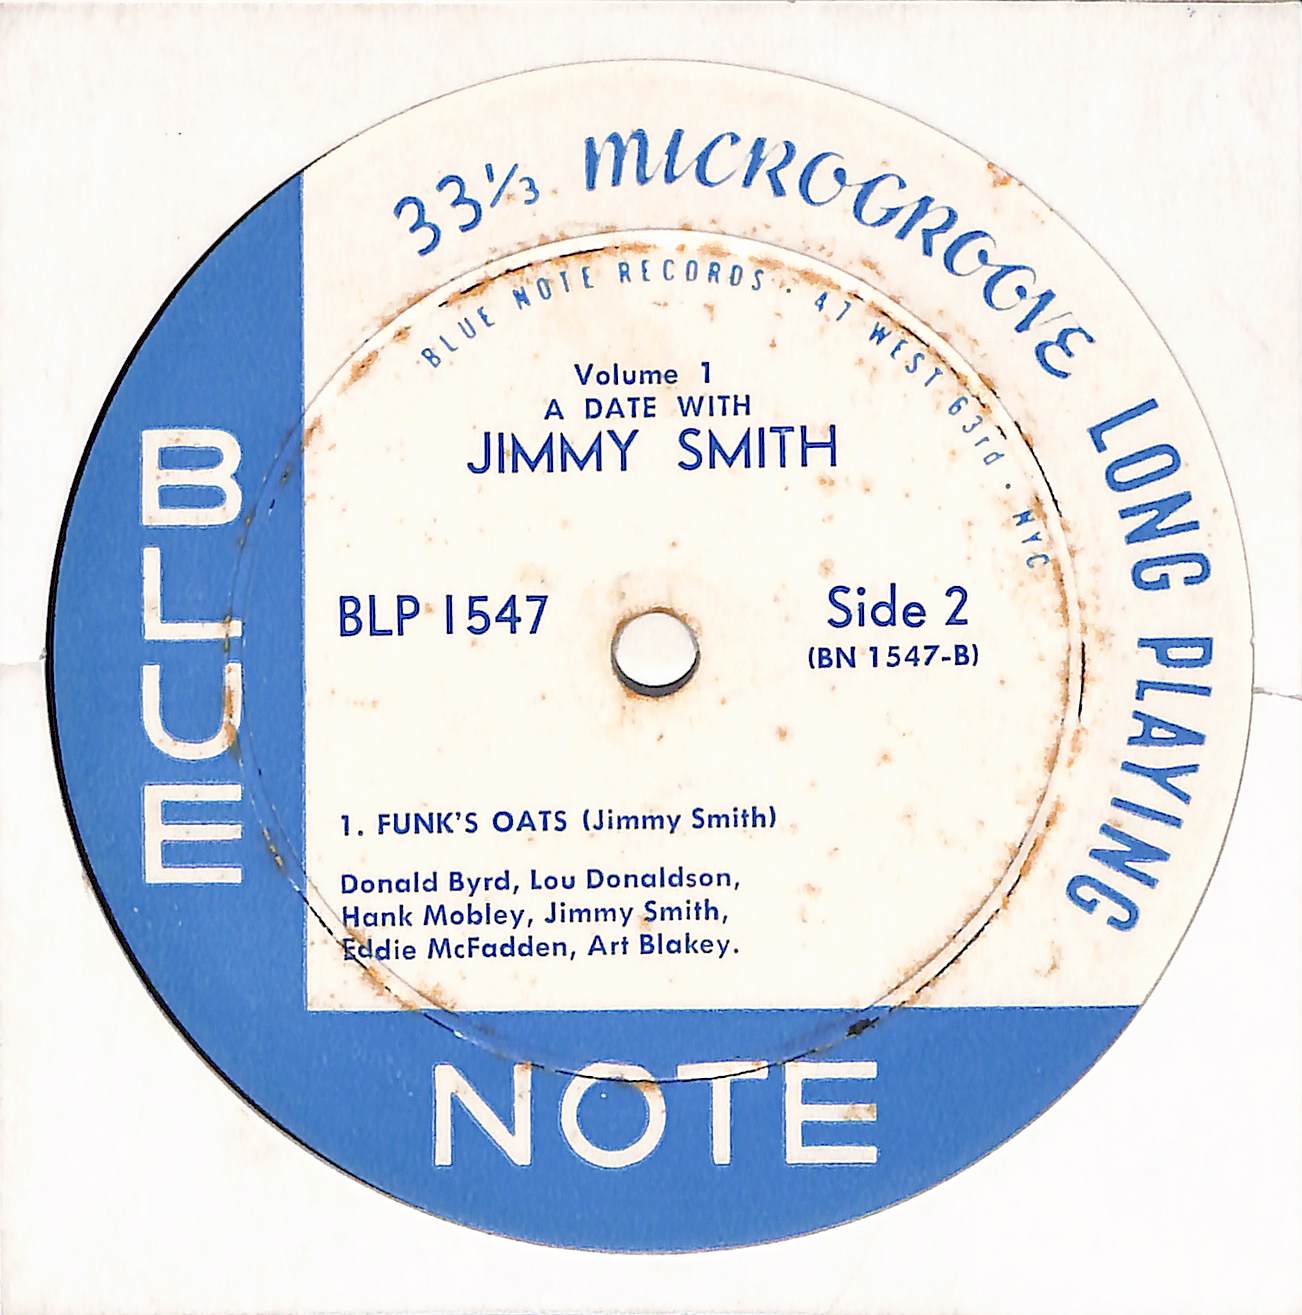 33⅓ MICROGROOVE LONG PLAYING
BLUE NOTE RECORDS · 47 WEST 63rd · NYC
Volume 1
A DATE WITH
JIMMY SMITH
BLP 1547
Side 2
(BN 1547-B)
1. FUNK'S OATS (Jimmy Smith)
Donald Byrd, Lou Donaldson,
Hank Mobley, Jimmy Smith,
Eddie McFadden, Art Blakey.
BLUE
NOTE